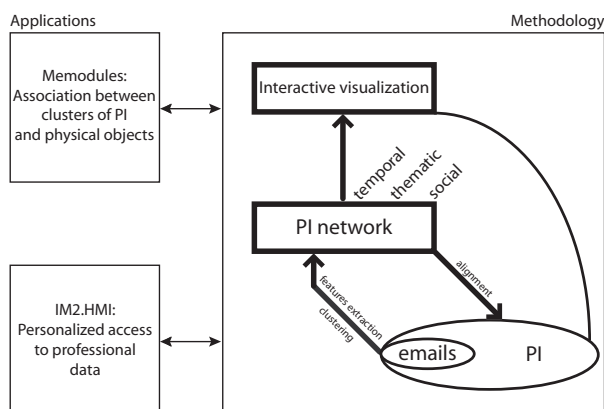 Applications
Methodology
Memodules:
Association between
clusters of PI
and physical objects
Interactive visualization
temporal
thematic
social
PI network
alignment
features extraction
clustering
IM2.HMI:
Personalized access
to professional
data
emails
PI